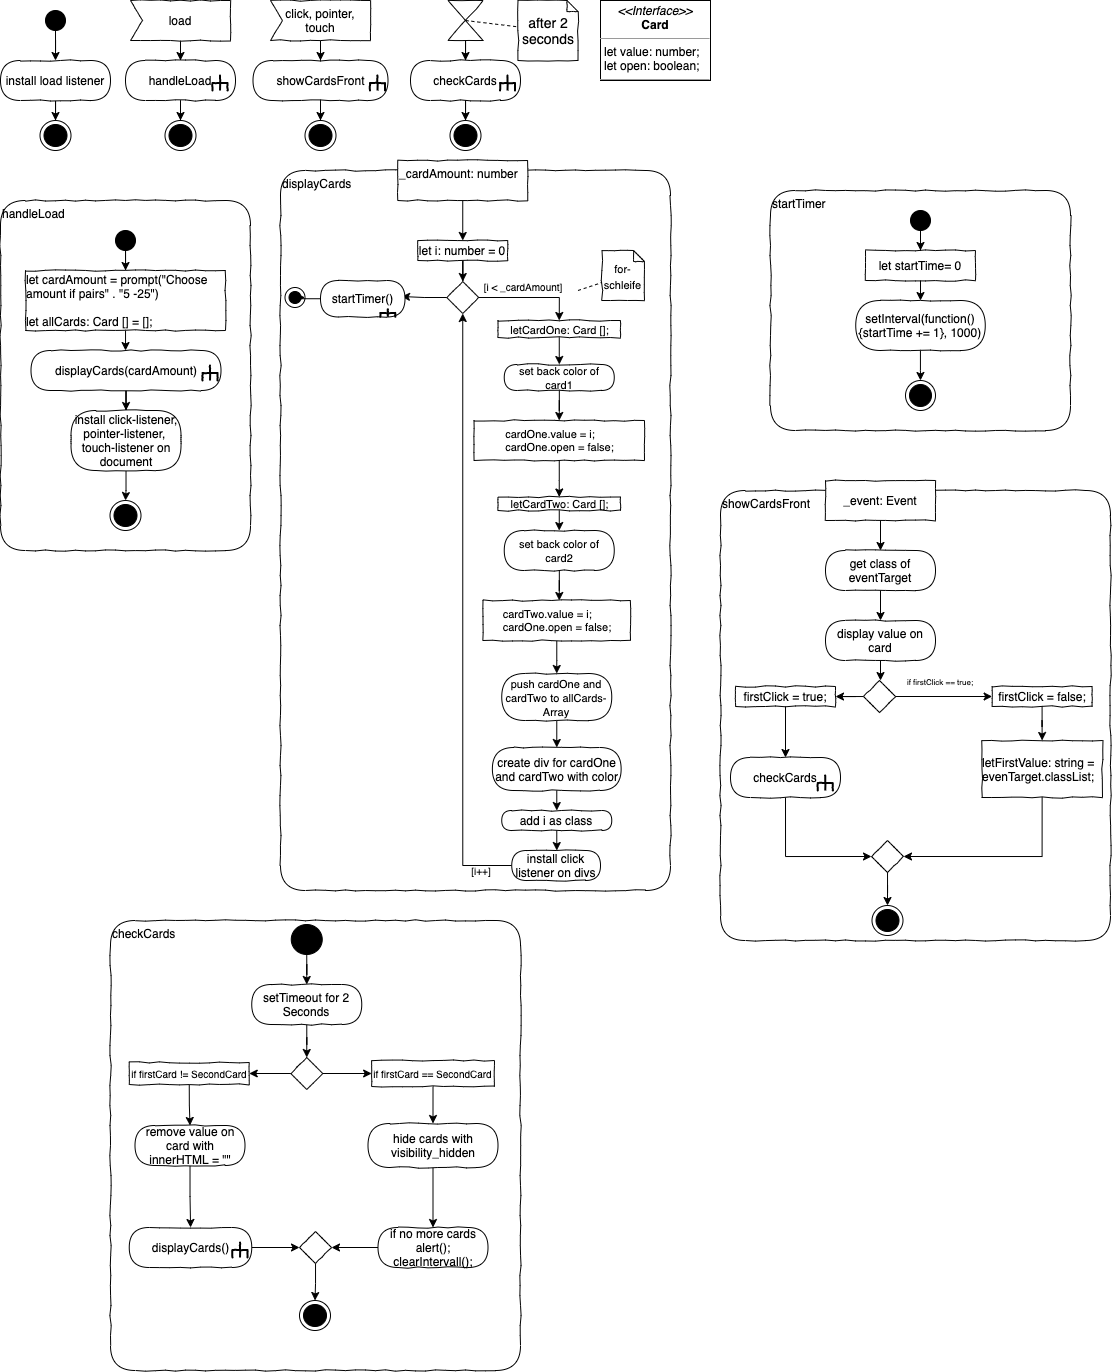 install load listener
load
handleLoad
click, pointer,
touch
showCardsFront
after 2
seconds
checkCards
<<Interface>>
Card
let value: number;
let open: boolean;
handleLoad
let cardAmount = prompt("Choose
amount if pairs" . "5 -25")
let allCards: Card [] = [];
displayCards(cardAmount)
install click-listener,
pointer-listener,
touch-listener on
document
displayCards
_cardAmount: number
let i: number = 0
for-
schleife
[i < _cardAmount]
startTimer()
letCardOne: Card [];
set back color of
card1
cardOne.value = i;
cardOne.open = false;
letCardTwo: Card [];
set back color of
card2
cardTwo.value = i;
cardOne.open = false;
push cardOne and
cardTwo to allCards-
Array
create div for cardOne
and cardTwo with color
add i as class
install click
listener on divs
[i++]
startTimer
let startTime= 0
setInterval(function()
{startTime += 1}, 1000)
showCardsFront
_event: Event
get class of
eventTarget
display value on
card
if firstClick == true;
firstClick = true;
firstClick = false;
checkCards
letFirstValue: string =
evenTarget.classList;
checkCards
setTimeout for 2
Seconds
if firstCard != SecondCard
if firstCard == SecondCard
remove value on
card with
innerHTML = ""
hide cards with
visibility_hidden
displayCards()
if no more cards
alert();
clearIntervall();